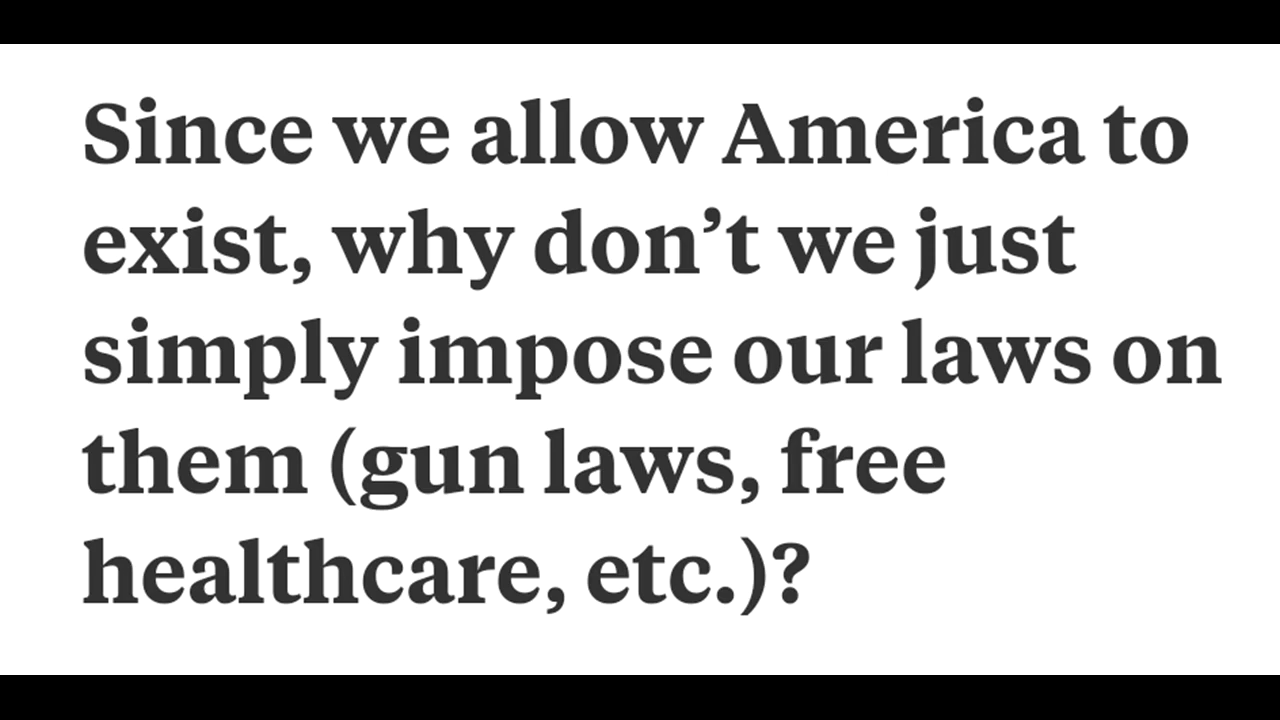 Since we allow America to
exist, why don’t we just
simply impose our laws on
them (gun laws, free
healthcare, etc.)?